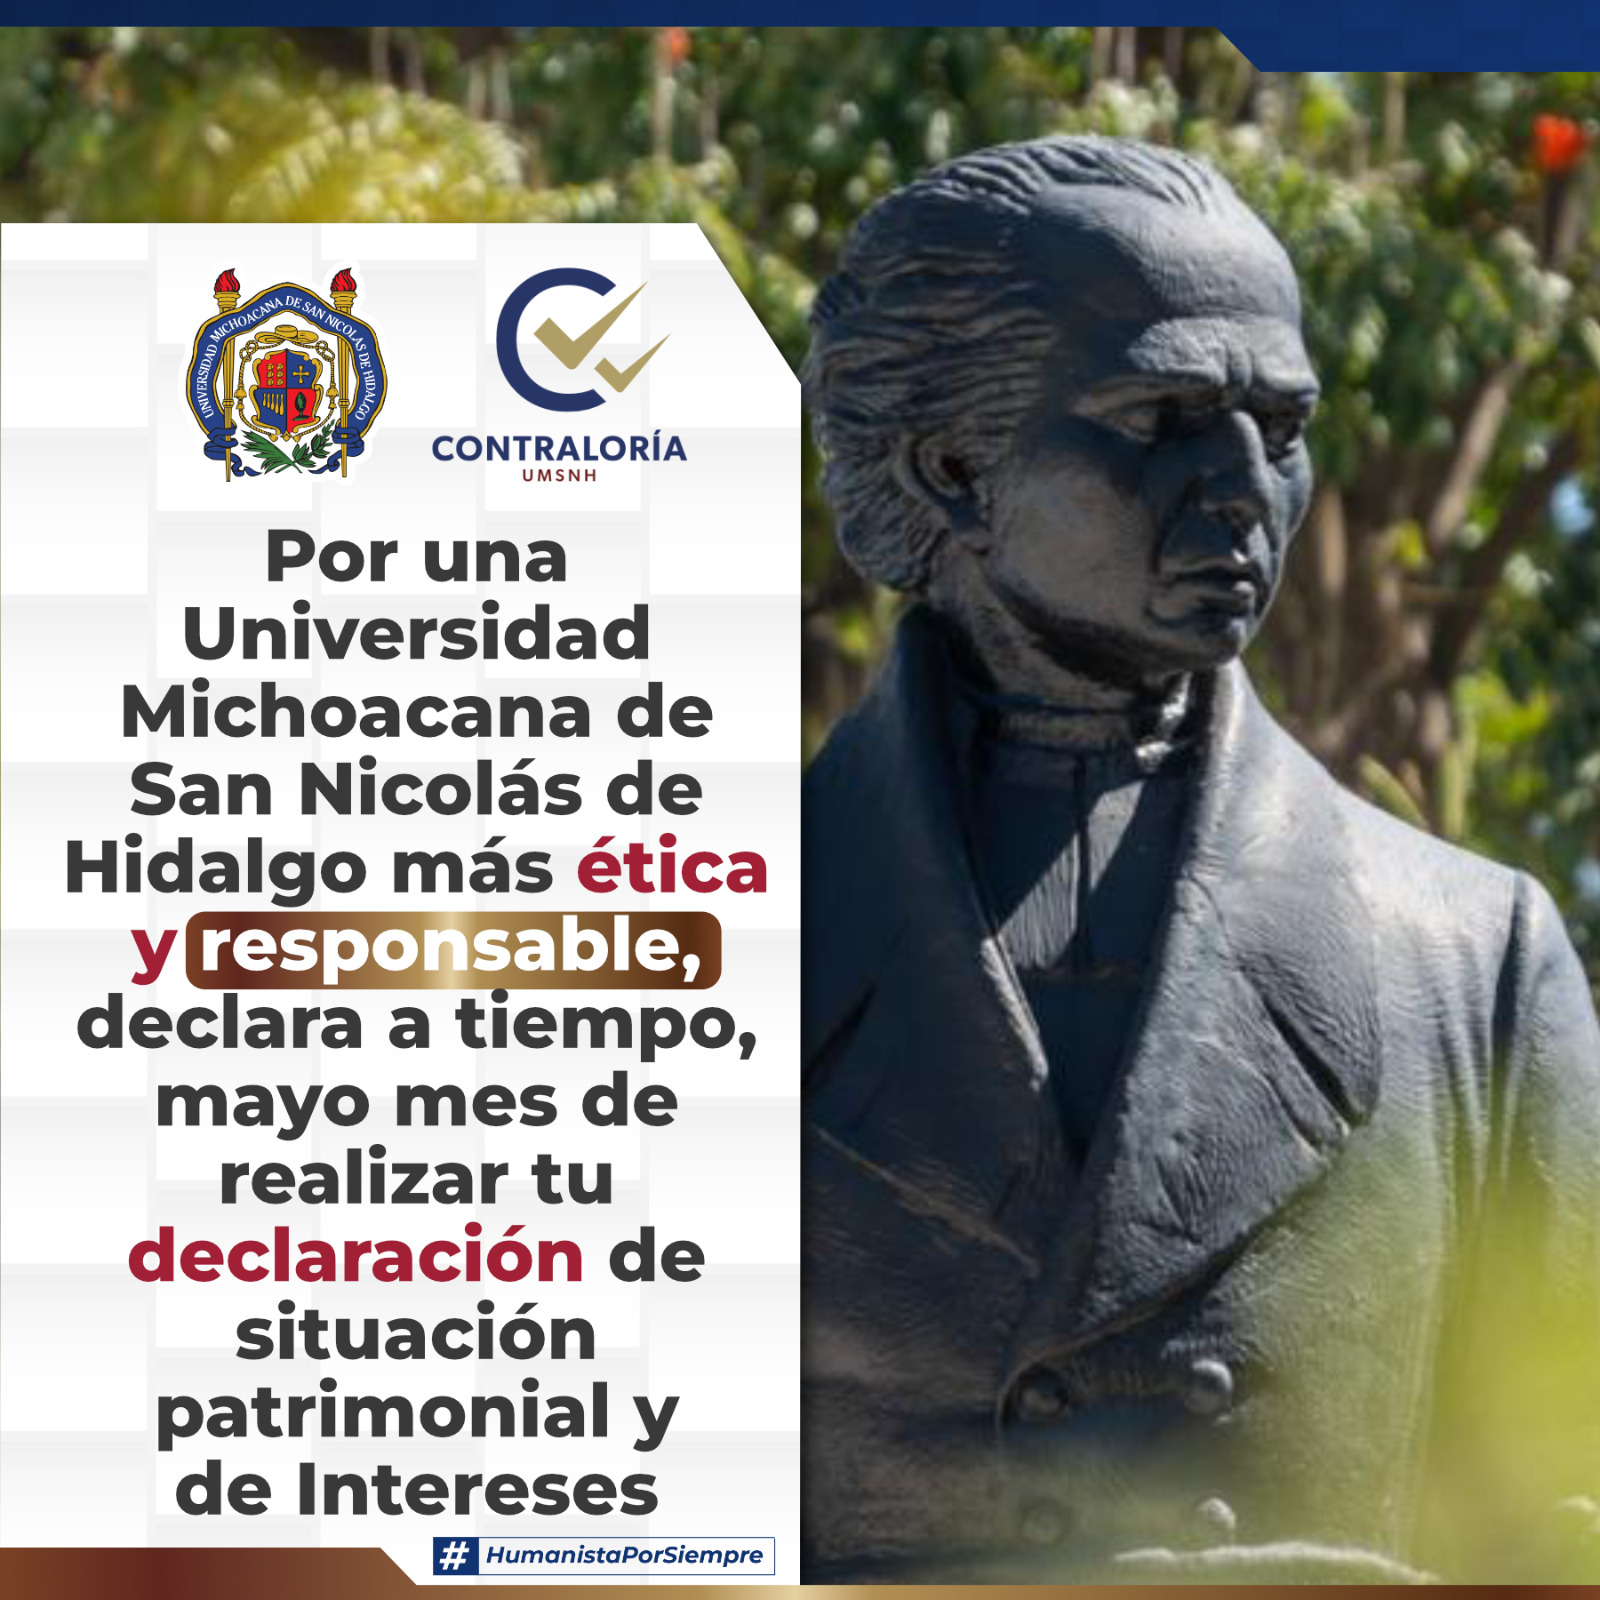 UNIVERSIDAD MICHOACANA DE SAN NICOLAS DE HIDALGO
CONTRALORÍA
UMSNH
Por una
Universidad
Michoacana de
San Nicolás de
Hidalgo más ética
y responsable,
declara a tiempo,
mayo mes de
realizar tu
declaración de
situación
patrimonial y
de Intereses
# HumanistaPorSiempre